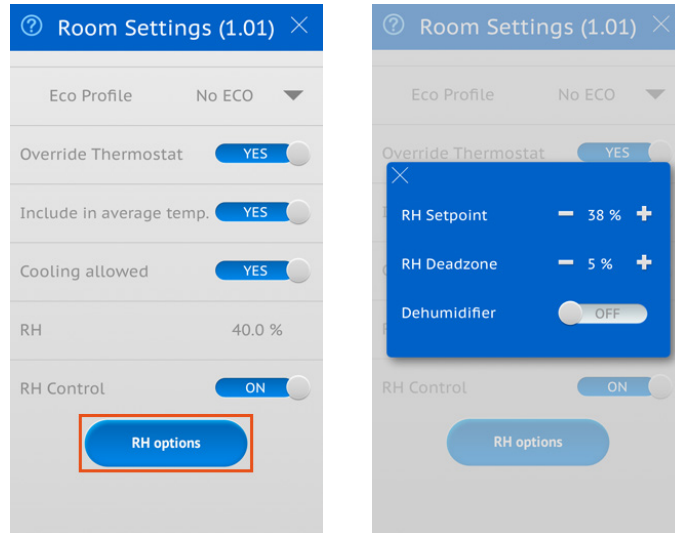 ? Room Settings (1.01) ×
Eco Profile No ECO
Override Thermostat YES
Include in average temp. YES
Cooling allowed YES
RH 40.0 %
RH Control ON
RH options
? Room Settings (1.01) ×
Eco Profile No ECO
Override Thermostat YES
RH Setpoint − 38 % +
RH Deadzone − 5 % +
Dehumidifier OFF
RH Control ON
RH options